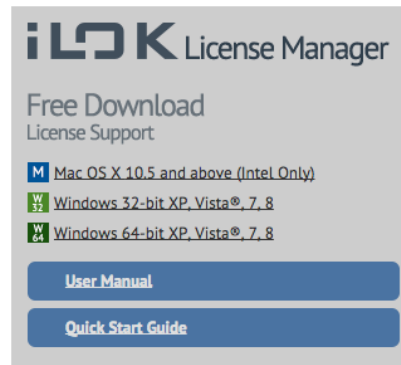 iLOK License Manager
Free Download
License Support
M Mac OS X 10.5 and above (Intel Only)
W 32 Windows 32-bit XP, Vista®, 7, 8
W 64 Windows 64-bit XP, Vista®, 7, 8
User Manual
Quick Start Guide